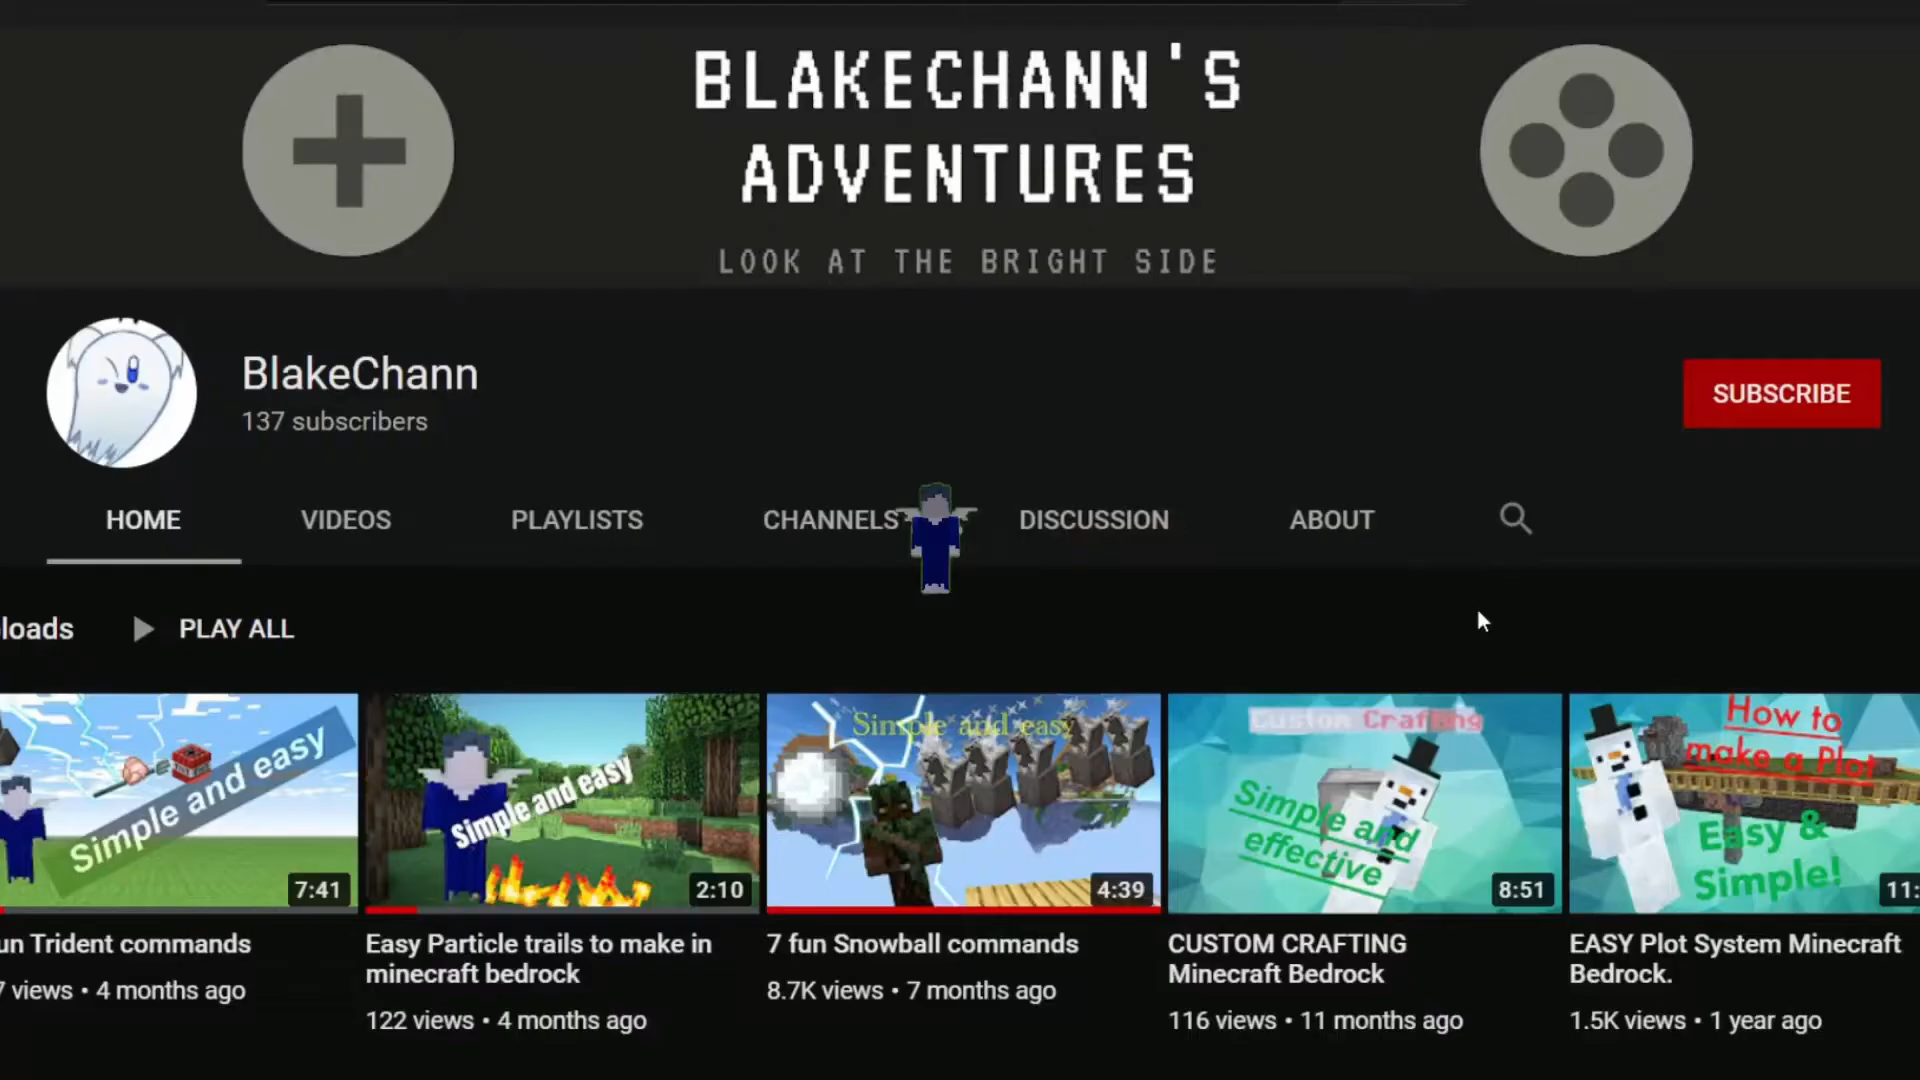 BLAKECHANN'S
ADVENTURES
LOOK AT THE BRIGHT SIDE
BlakeChann
137 subscribers
SUBSCRIBE
HOME VIDEOS PLAYLISTS CHANNELS DISCUSSION ABOUT
loads PLAY ALL
Simple and easy
7:41
Simple and easy
2:10
Simple and easy
4:39
Custom Crafting
Simple and
effective
8:51
How to
make a Plot
Easy &
Simple!
11:
un Trident commands
views • 4 months ago
Easy Particle trails to make in
minecraft bedrock
122 views • 4 months ago
7 fun Snowball commands
8.7K views • 7 months ago
CUSTOM CRAFTING
Minecraft Bedrock
116 views • 11 months ago
EASY Plot System Minecraft
Bedrock.
1.5K views • 1 year ago